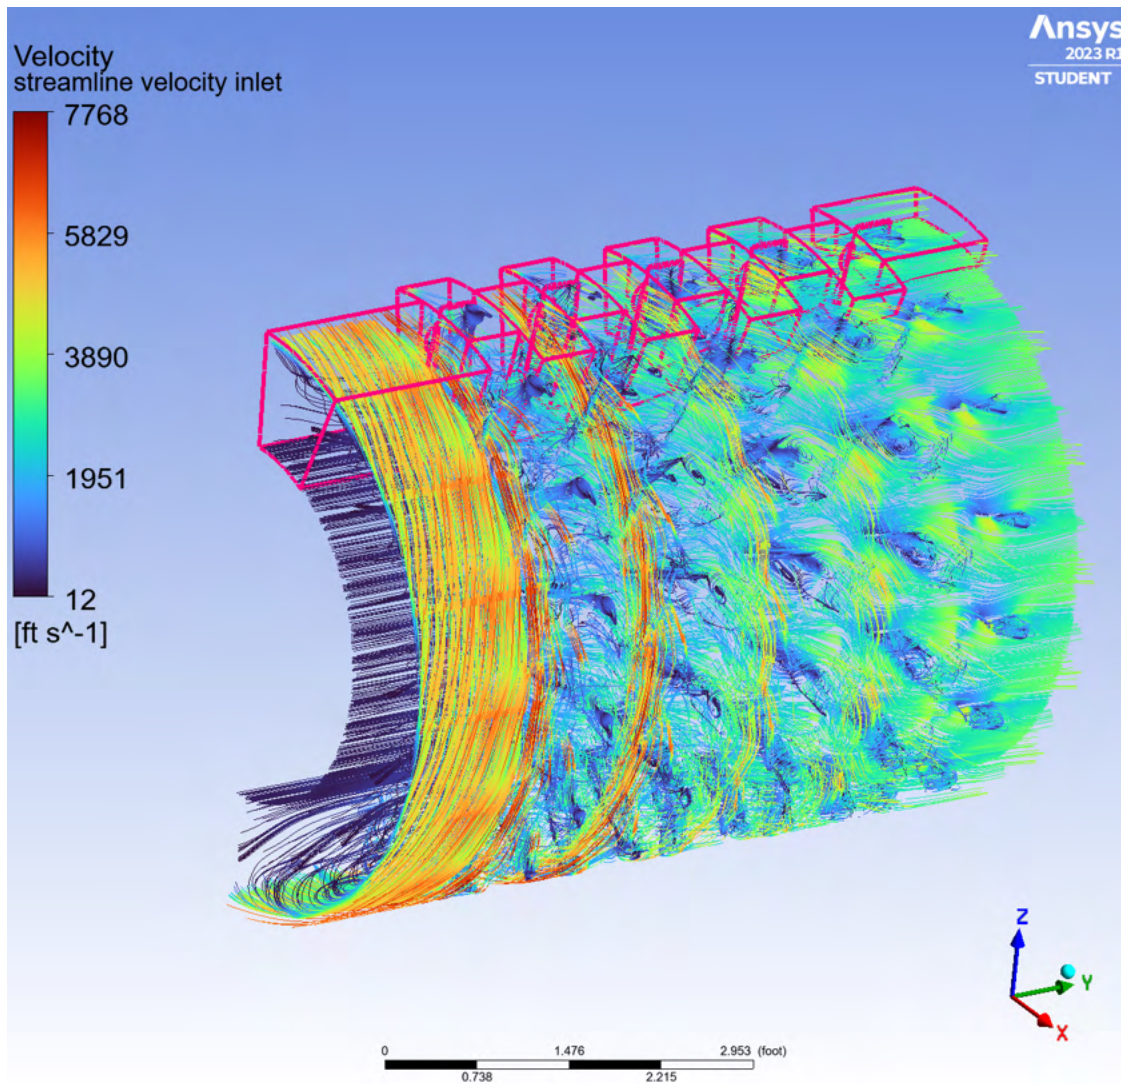 Ansys
2023 R1
STUDENT
Velocity
streamline velocity inlet
7768
5829
3890
1951
12
[ft s^-1]
Z
Y
X
0 1.476 2.953 (foot)
0.738 2.215